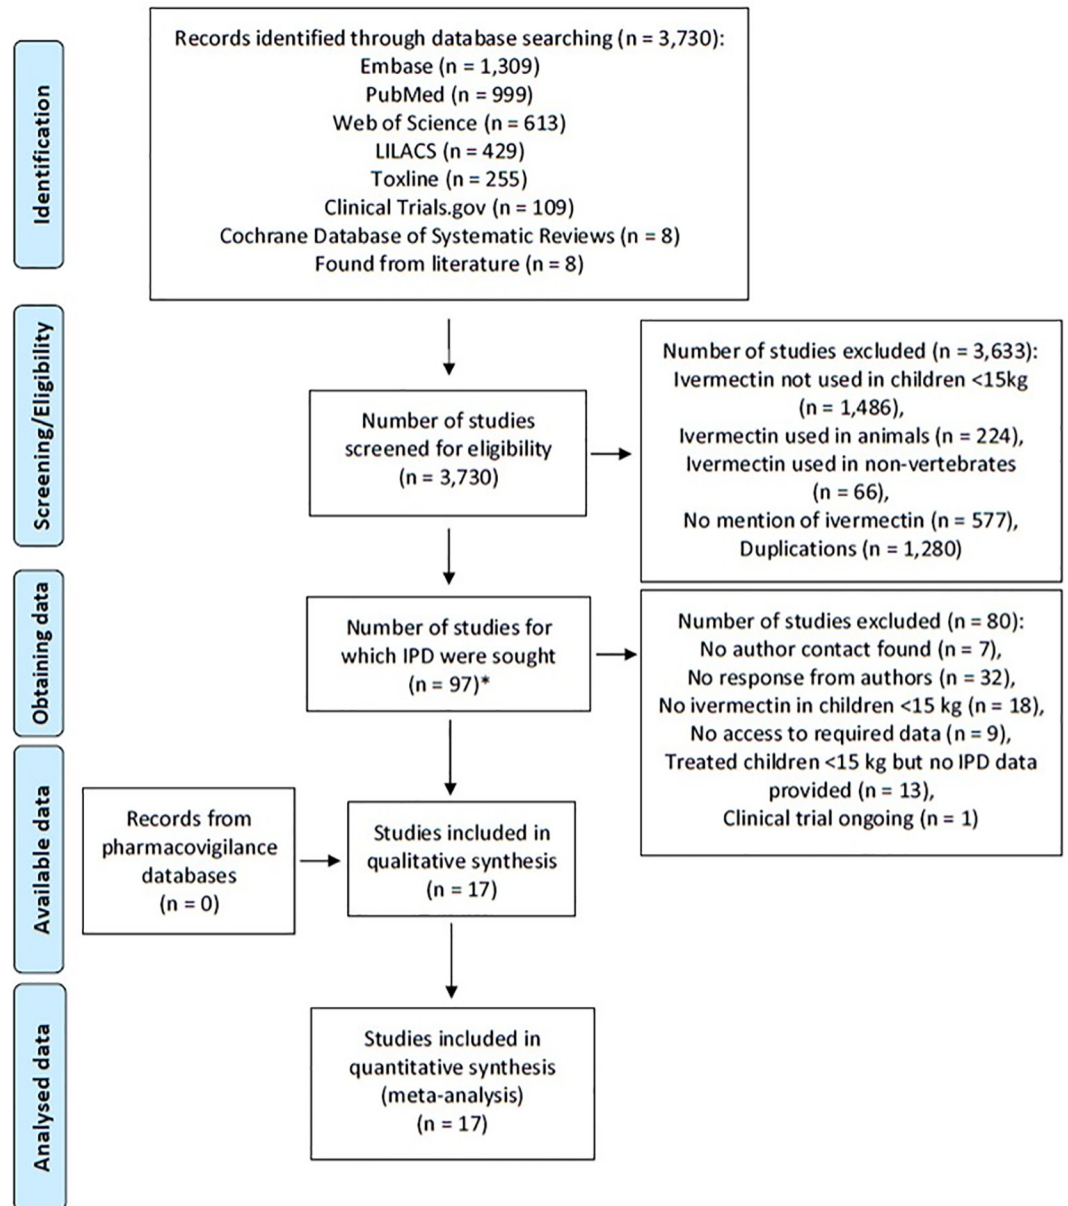 Identification
Records identified through database searching (n = 3,730):
Embase (n = 1,309)
PubMed (n = 999)
Web of Science (n = 613)
LILACS (n = 429)
Toxline (n = 255)
Clinical Trials.gov (n = 109)
Cochrane Database of Systematic Reviews (n = 8)
Found from literature (n = 8)
Screening/Eligibility
Number of studies
screened for eligibility
(n = 3,730)
Number of studies excluded (n = 3,633):
Ivermectin not used in children <15kg
(n = 1,486),
Ivermectin used in animals (n = 224),
Ivermectin used in non-vertebrates
(n = 66),
No mention of ivermectin (n = 577),
Duplications (n = 1,280)
Obtaining data
Number of studies for
which IPD were sought
(n = 97)*
Number of studies excluded (n = 80):
No author contact found (n = 7),
No response from authors (n = 32),
No ivermectin in children <15 kg (n = 18),
No access to required data (n = 9),
Treated children <15 kg but no IPD data
provided (n = 13),
Clinical trial ongoing (n = 1)
Available data
Records from
pharmacovigilance
databases
(n = 0)
Studies included in
qualitative synthesis
(n = 17)
Analysed data
Studies included in
quantitative synthesis
(meta-analysis)
(n = 17)